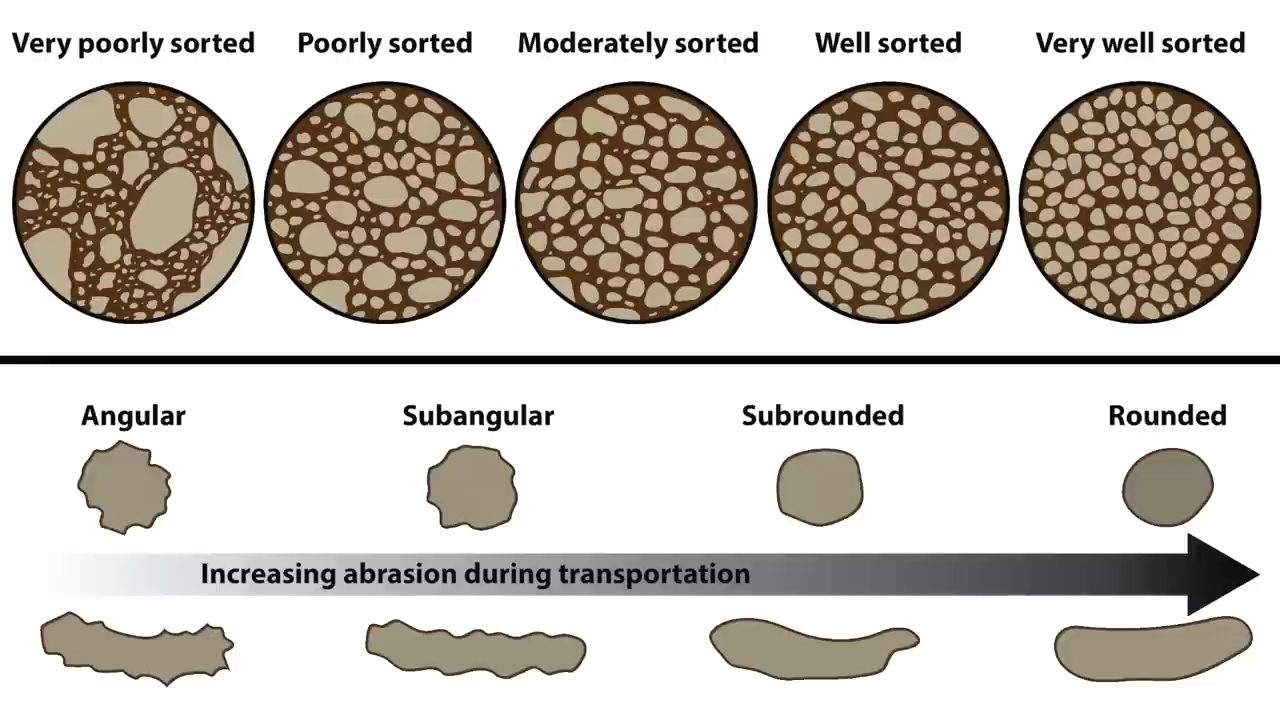 Very poorly sorted
Poorly sorted
Moderately sorted
Well sorted
Very well sorted
Angular
Subangular
Subrounded
Rounded
Increasing abrasion during transportation